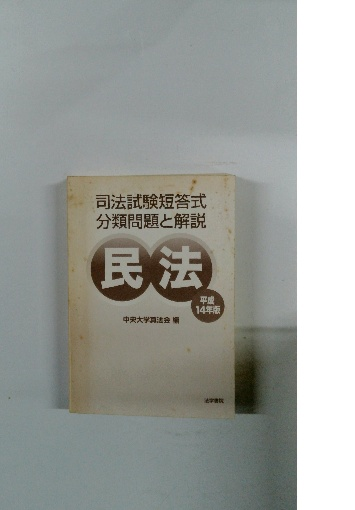 司法試験短答式
分類問題と解説
民法
平成
14年版
中央大学真法会 編
法学書院